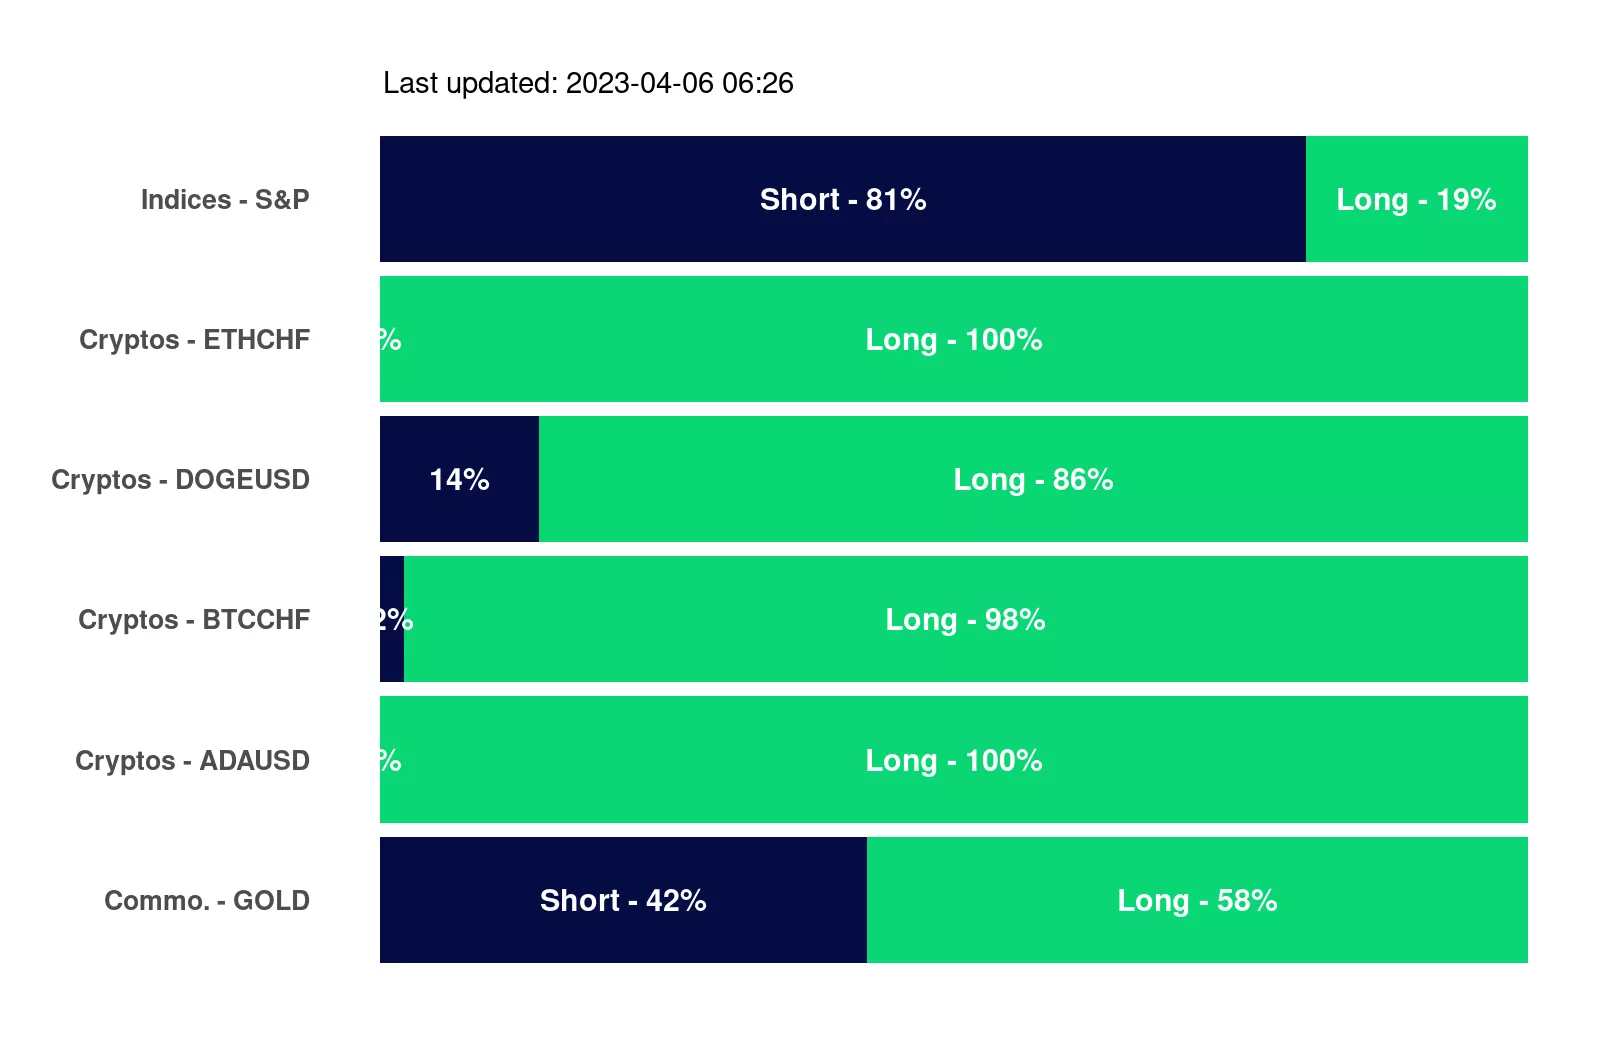 Last updated: 2023-04-06 06:26
Indices - S&P Short - 81% Long - 19%
Cryptos - ETHCHF % Long - 100%
Cryptos - DOGEUSD 14% Long - 86%
Cryptos - BTCCHF 2% Long - 98%
Cryptos - ADAUSD % Long - 100%
Commo. - GOLD Short - 42% Long - 58%